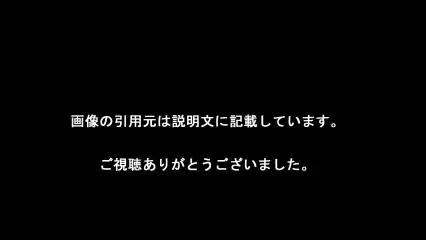 画像の引用元は説明文に記載しています。
ご視聴ありがとうございました。